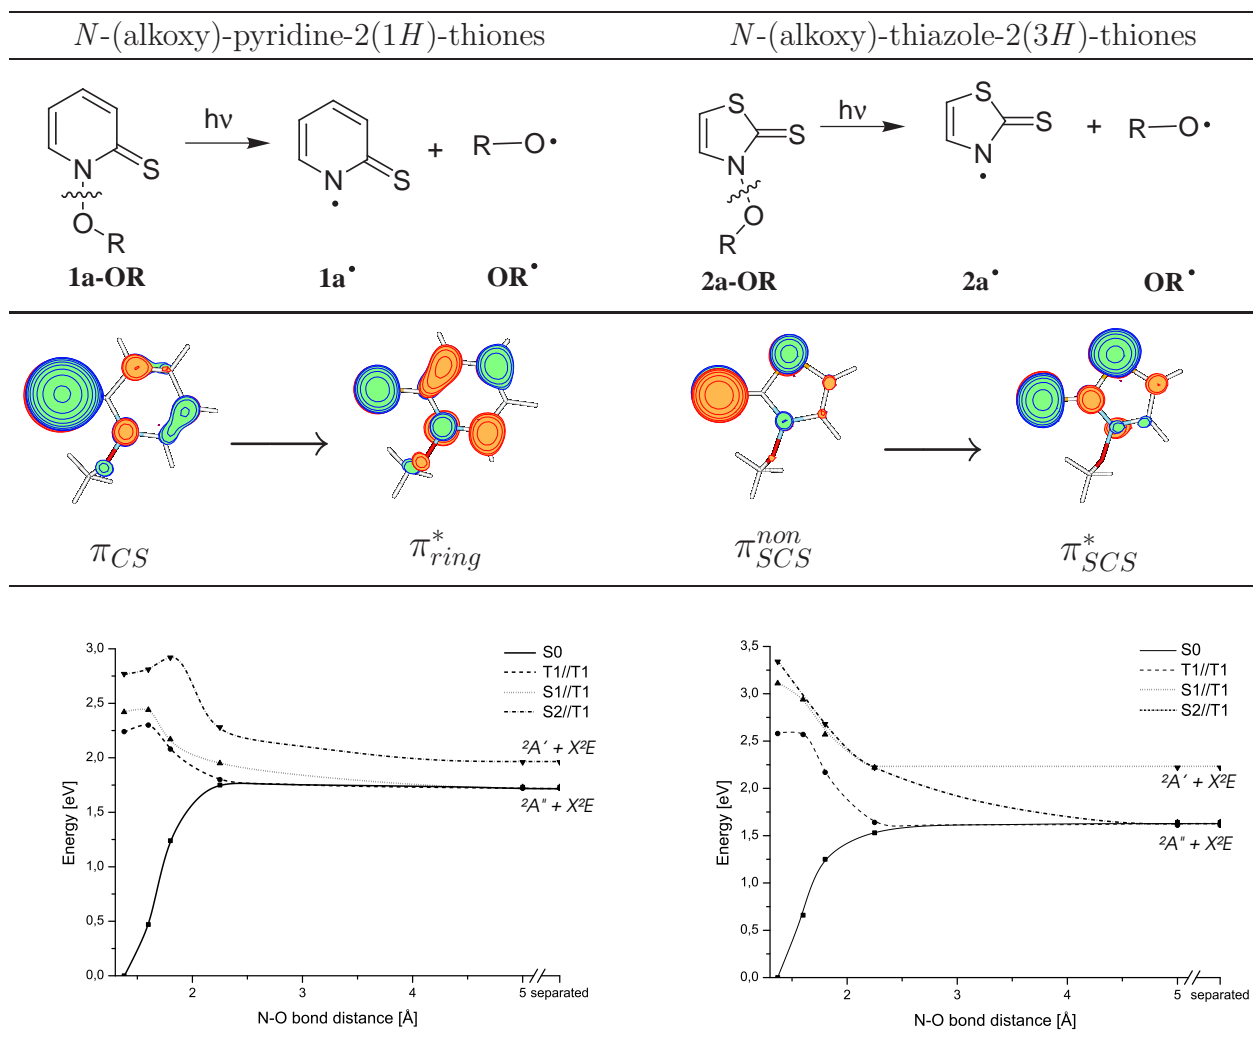 N-(alkoxy)-pyridine-2(1H)-thiones
N-(alkoxy)-thiazole-2(3H)-thiones
N
S
O
R
hν
N
S
•
+
R—O•
S
S
N
O
R
hν
S
S
N
•
+
R—O•
1a-OR
1a•
OR•
2a-OR
2a•
OR•
πCS
π*ring
πnonSCS
π*SCS
3,0
2,5
2,0
1,5
1,0
0,5
0,0
Energy [eV]
S0
T1//T1
S1//T1
S2//T1
²A´ + X²E
²A" + X²E
2
3
4
5
separated
N-O bond distance [Å]
3,5
3,0
2,5
2,0
1,5
1,0
0,5
0,0
Energy [eV]
S0
T1//T1
S1//T1
S2//T1
²A´ + X²E
²A" + X²E
2
3
4
5
separated
N-O bond distance [Å]